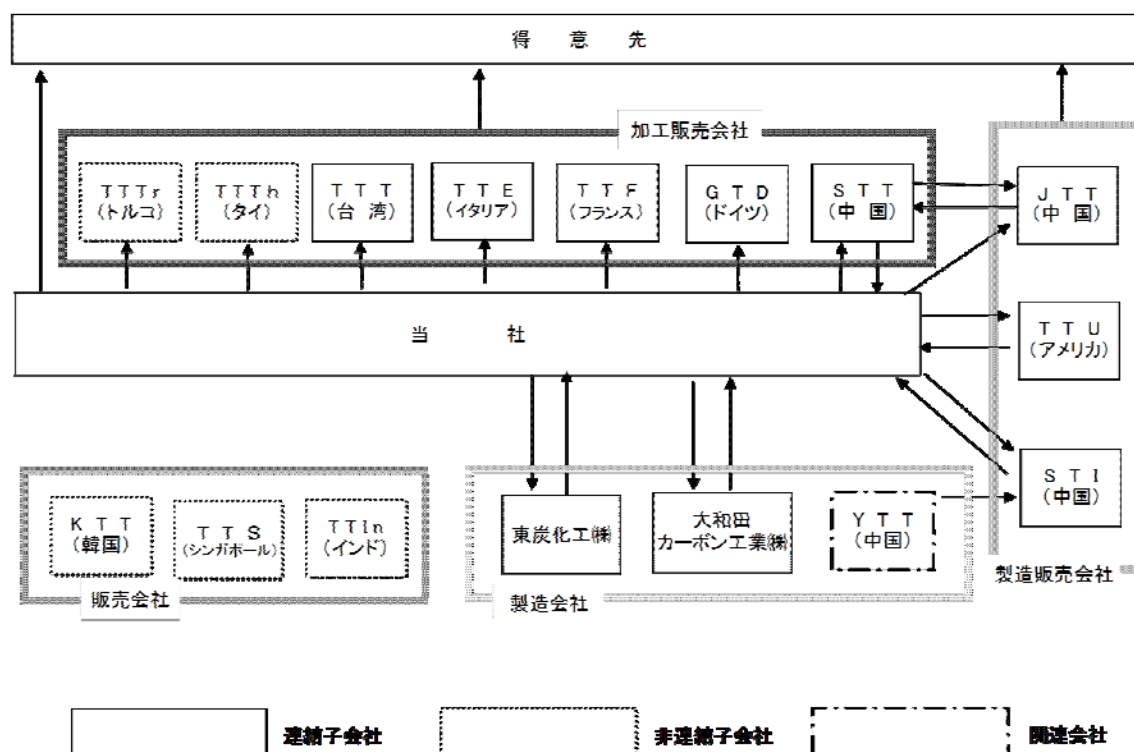 得 意 先
加工販売会社
TTTr
(トルコ)
TTTh
(タイ)
TTT
(台湾)
TTE
(イタリア)
TTF
(フランス)
GTD
(ドイツ)
STT
(中 国)
JTT
(中 国)
当 社
TTU
(アメリカ)
STI
(中国)
KTT
(韓国)
TTS
(シンガポール)
TTIn
(インド)
東炭化工㈱
大和田
カーボン工業㈱
YTT
(中国)
販売会社
製造会社
製造販売会社
連結子会社
非連結子会社
関連会社